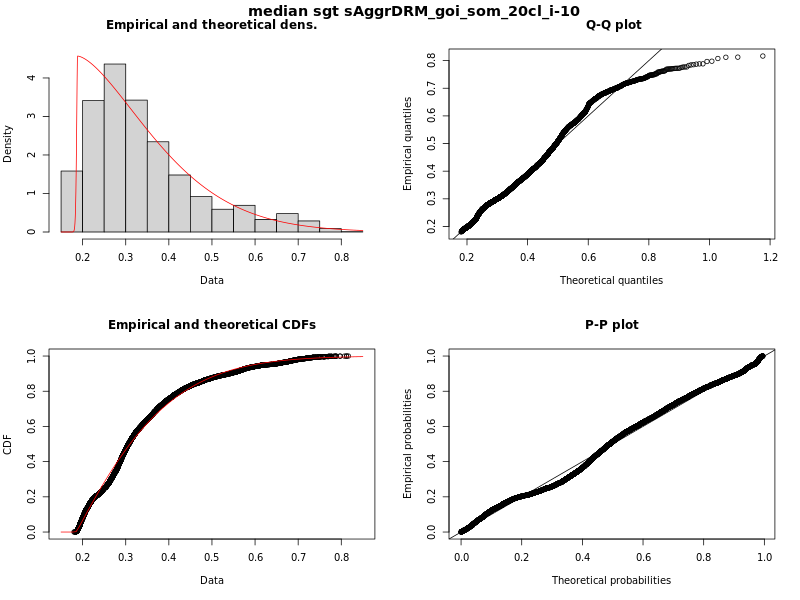 median sgt sAggrDRM_goi_som_20cl_i-10
Empirical and theoretical dens.
Density
0
1
2
3
4
0.2 0.3 0.4 0.5 0.6 0.7 0.8
Data
Q-Q plot
Empirical quantiles
0.2
0.3
0.4
0.5
0.6
0.7
0.8
0.2 0.4 0.6 0.8 1.0 1.2
Theoretical quantiles
Empirical and theoretical CDFs
CDF
0.0
0.2
0.4
0.6
0.8
1.0
0.2 0.3 0.4 0.5 0.6 0.7 0.8
Data
P-P plot
Empirical probabilities
0.0
0.2
0.4
0.6
0.8
1.0
0.0 0.2 0.4 0.6 0.8 1.0
Theoretical probabilities